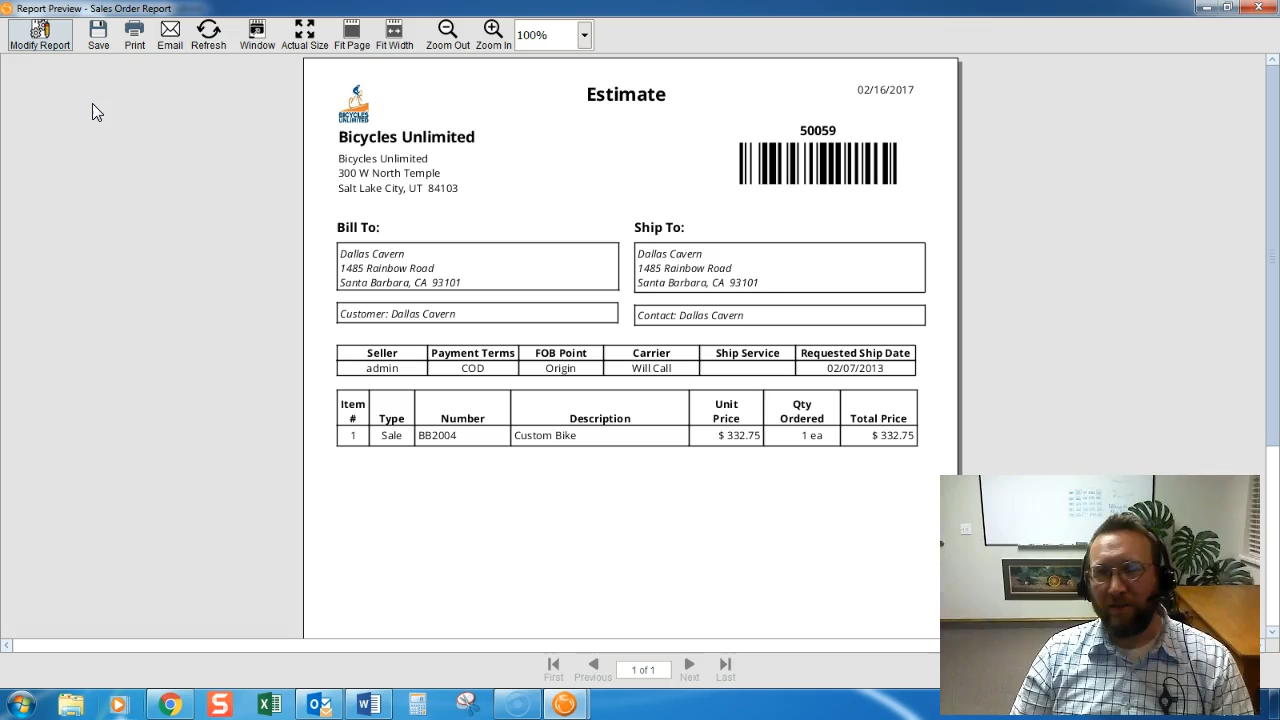 Report Preview - Sales Order Report
Modify Report Save Print Email Refresh Window Actual Size Fit Page Fit Width Zoom Out Zoom In 100%
Estimate
02/16/2017
BICYCLES
UNLIMITED
Bicycles Unlimited
50059
Bicycles Unlimited
300 W North Temple
Salt Lake City, UT 84103
Bill To:
Ship To:
Dallas Cavern
1485 Rainbow Road
Santa Barbara, CA 93101
Dallas Cavern
1485 Rainbow Road
Santa Barbara, CA 93101
Customer: Dallas Cavern
Contact: Dallas Cavern
Seller Payment Terms FOB Point Carrier Ship Service Requested Ship Date
admin COD Origin Will Call 02/07/2013
Item # Type Number Description Unit Price Qty Ordered Total Price
1 Sale BB2004 Custom Bike $ 332.75 1 ea $ 332.75
First Previous 1 of 1 Next Last